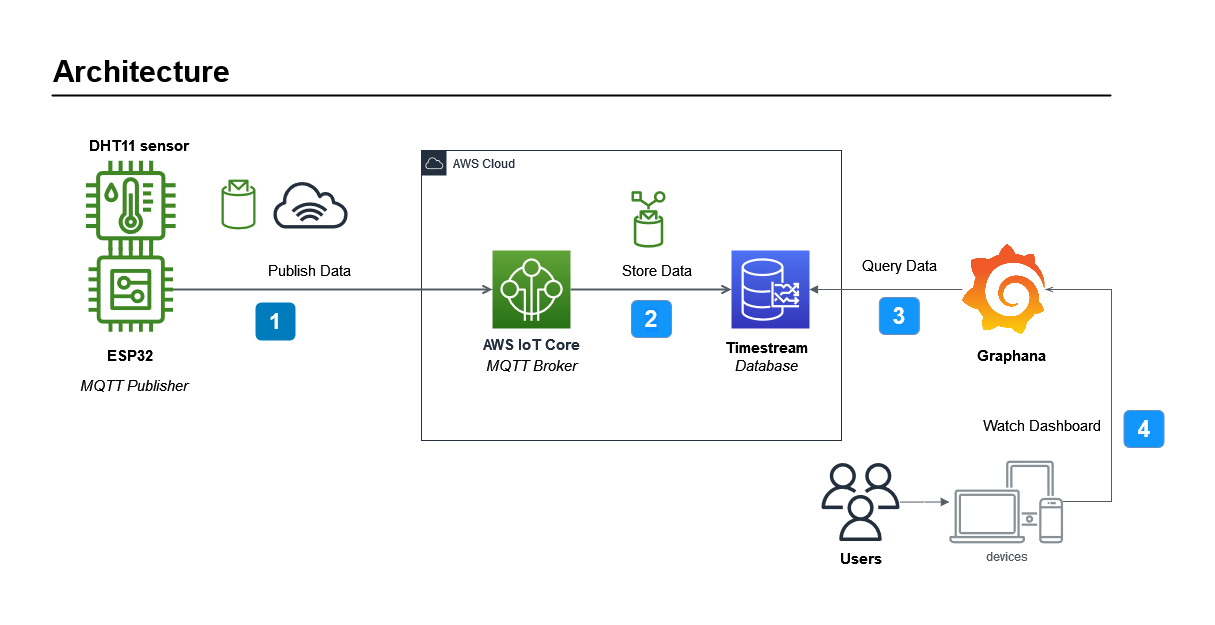 Architecture
DHT11 sensor
AWS Cloud
Publish Data
1
ESP32
MQTT Publisher
Store Data
2
AWS IoT Core
MQTT Broker
Timestream
Database
Query Data
3
Graphana
Watch Dashboard
4
Users
devices